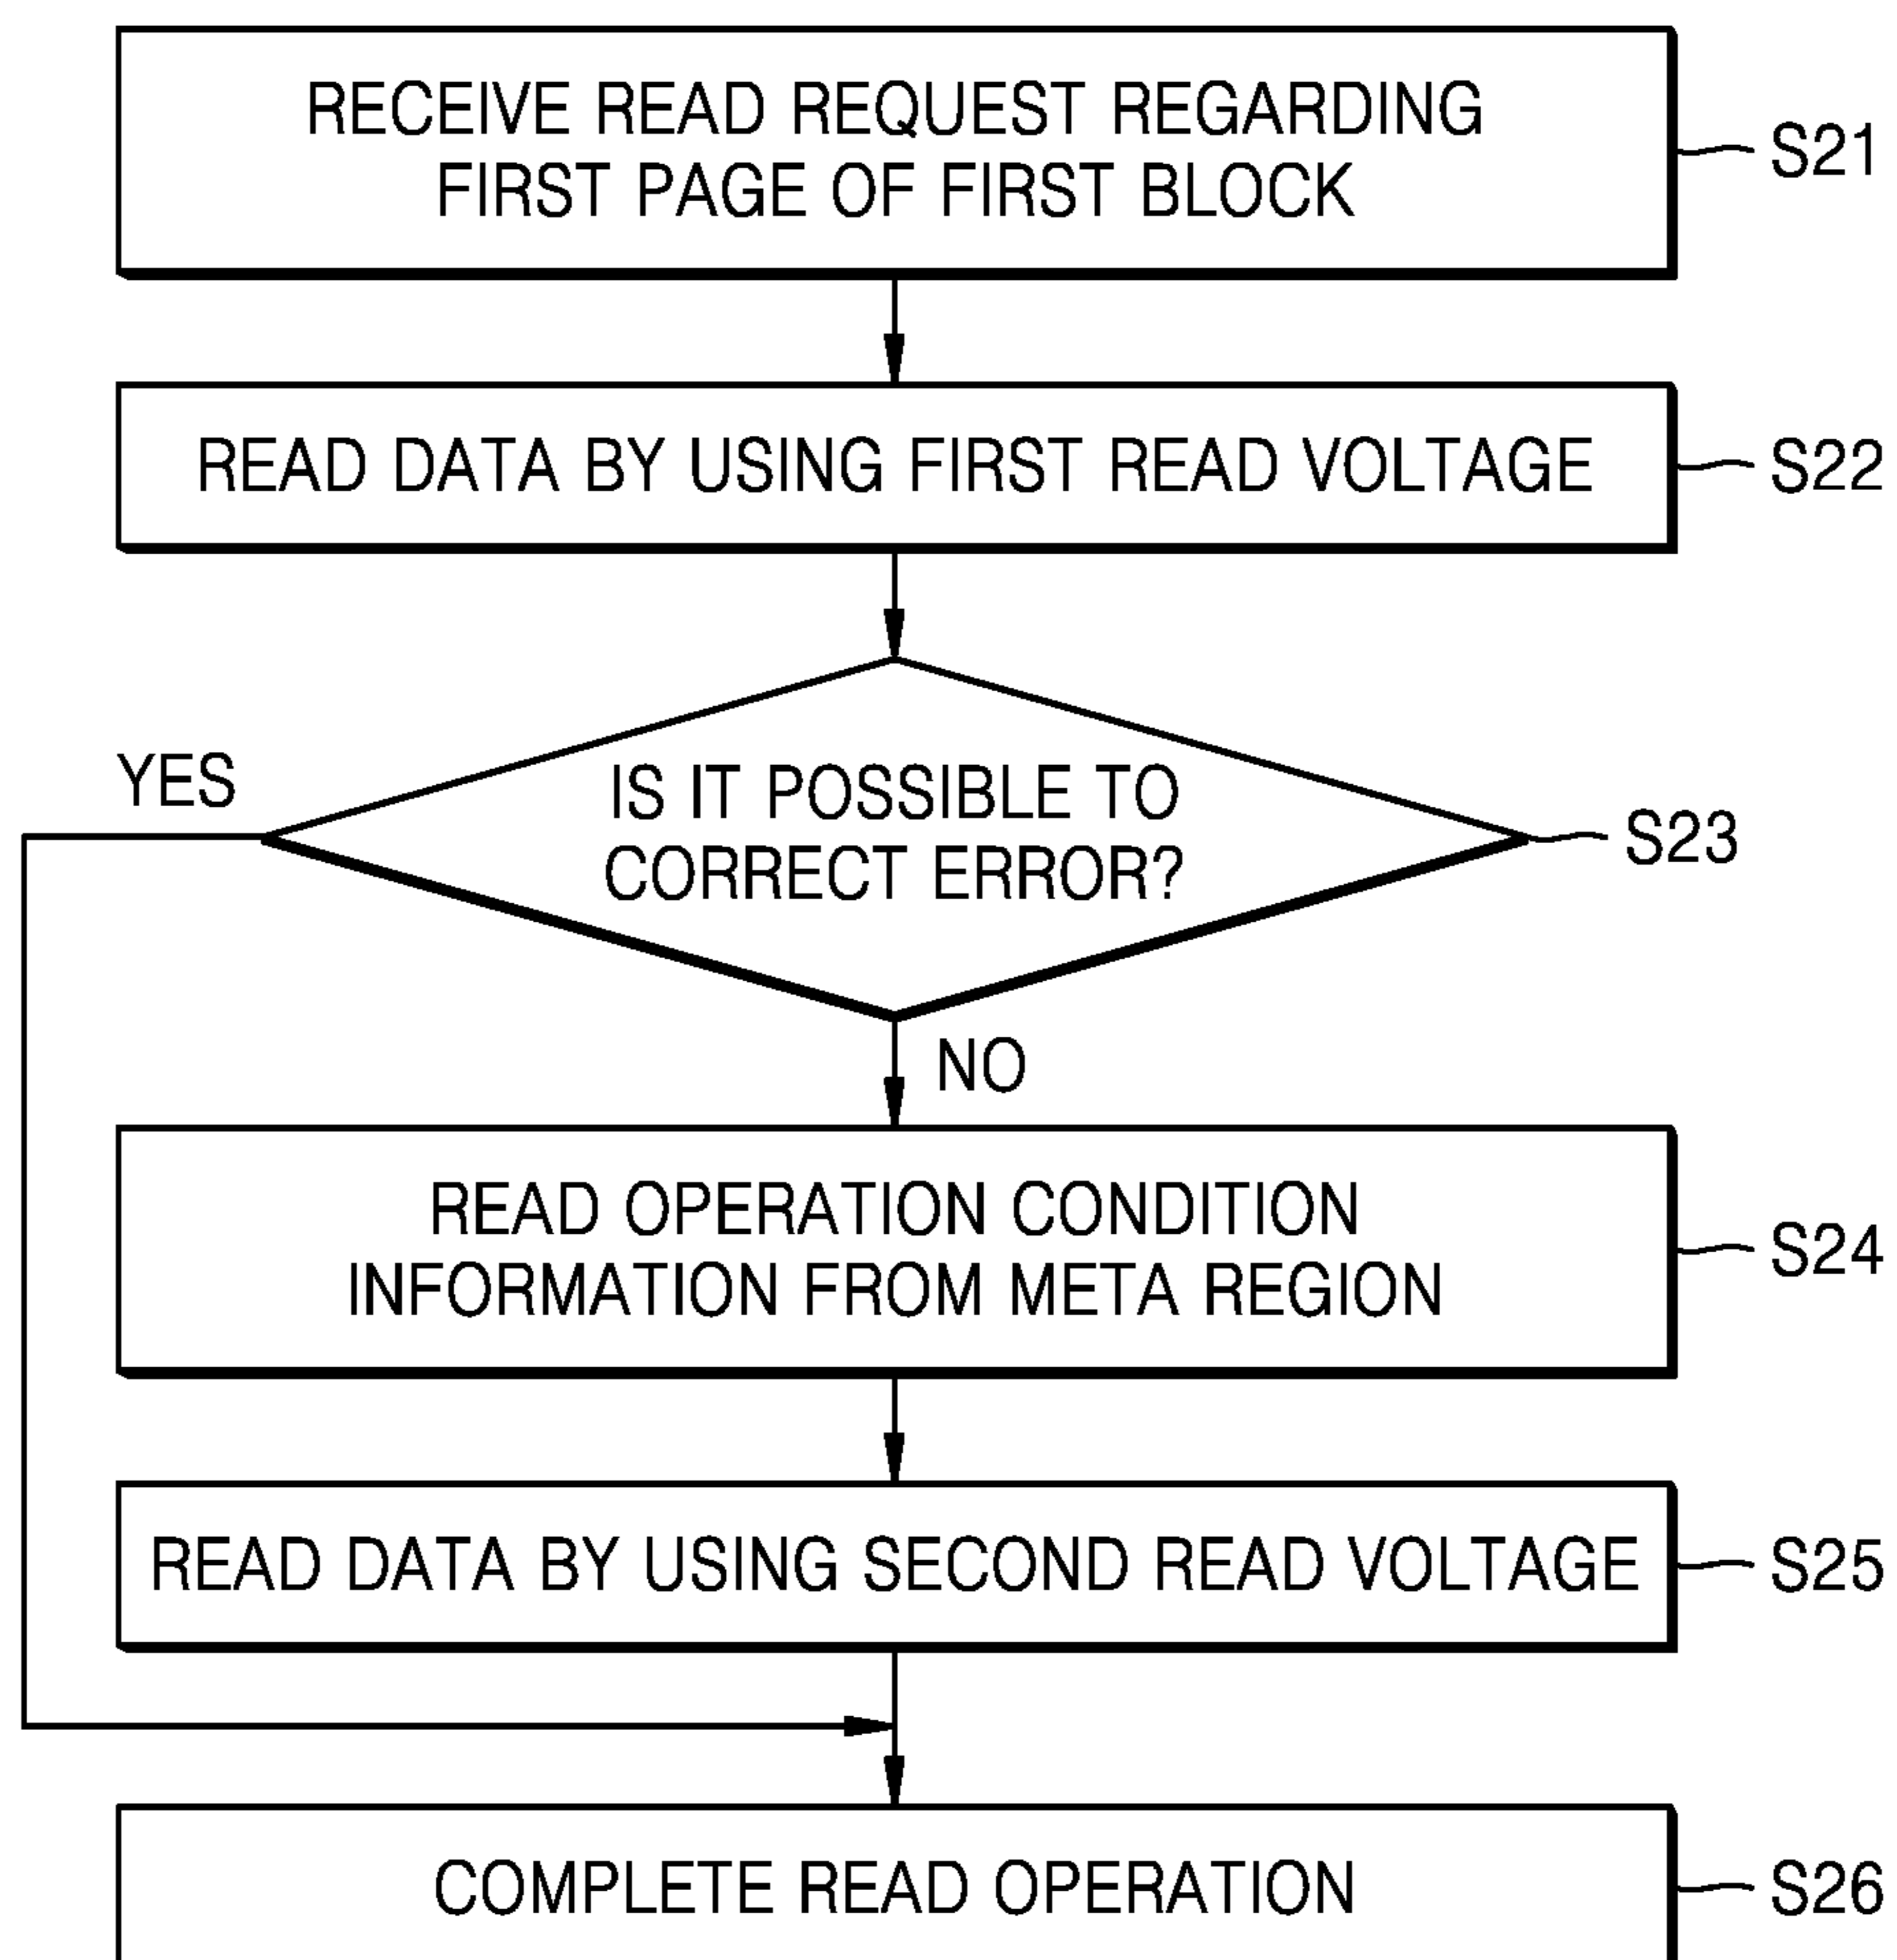 RECEIVE READ REQUEST REGARDING
FIRST PAGE OF FIRST BLOCK
S21
READ DATA BY USING FIRST READ VOLTAGE
S22
YES
IS IT POSSIBLE TO
CORRECT ERROR?
S23
NO
READ OPERATION CONDITION
INFORMATION FROM META REGION
S24
READ DATA BY USING SECOND READ VOLTAGE
S25
COMPLETE READ OPERATION
S26